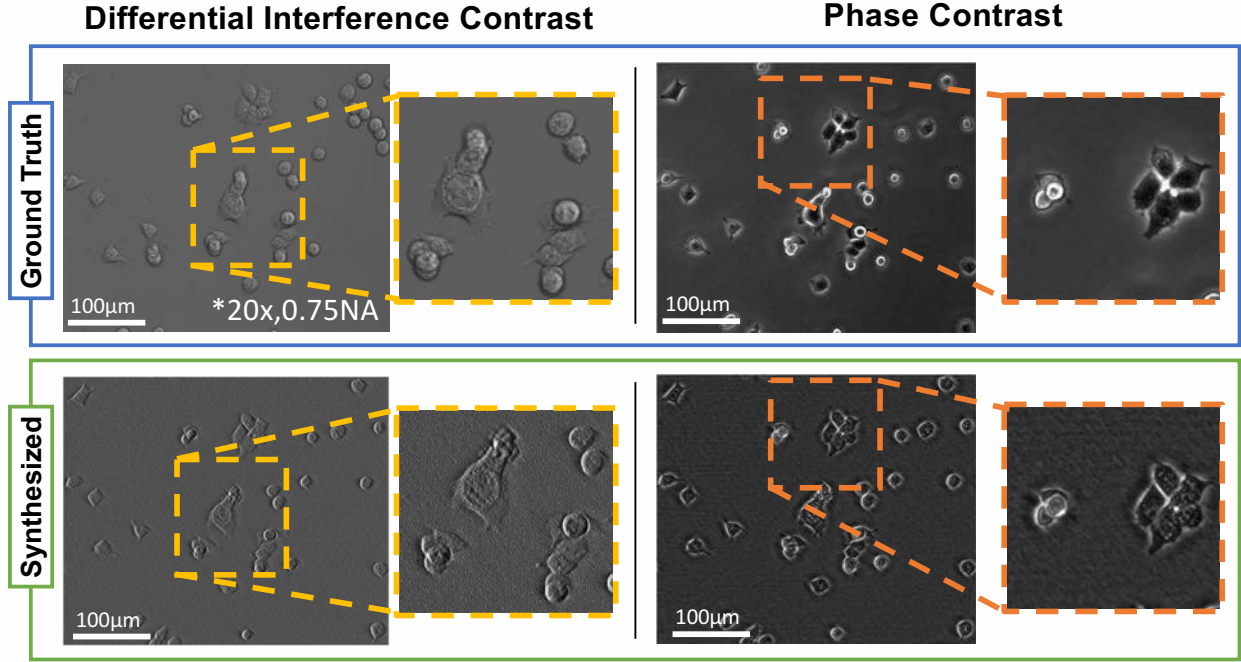 Differential Interference Contrast
Phase Contrast
Ground Truth
100µm
*20x,0.75NA
100µm
Synthesized
100µm
100µm